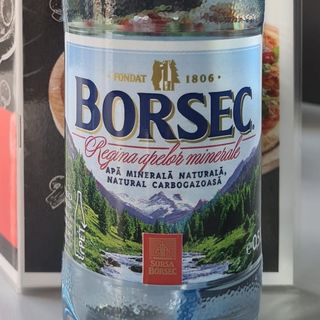 FONDAT 1806
BORSEC
Regina apelor minerale
APĂ MINERALĂ NATURALĂ,
NATURAL CARBOGAZOASĂ
SURSA
BORSEC